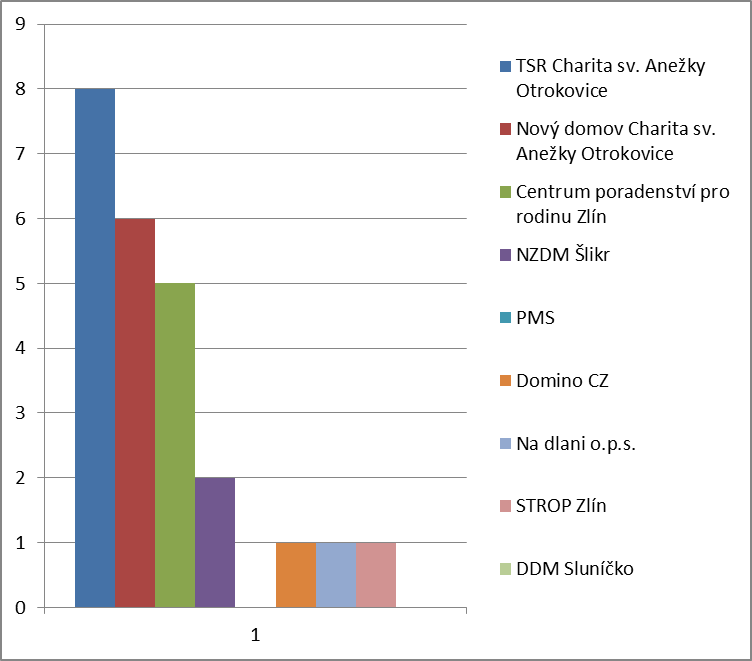 9
8
7
6
5
4
3
2
1
0
1
TSR Charita sv. Anežky
Otrokovice
Nový domov Charita sv.
Anežky Otrokovice
Centrum poradenství pro
rodinu Zlín
NZDM Šlikr
PMS
Domino CZ
Na dlani o.p.s.
STROP Zlín
DDM Sluníčko